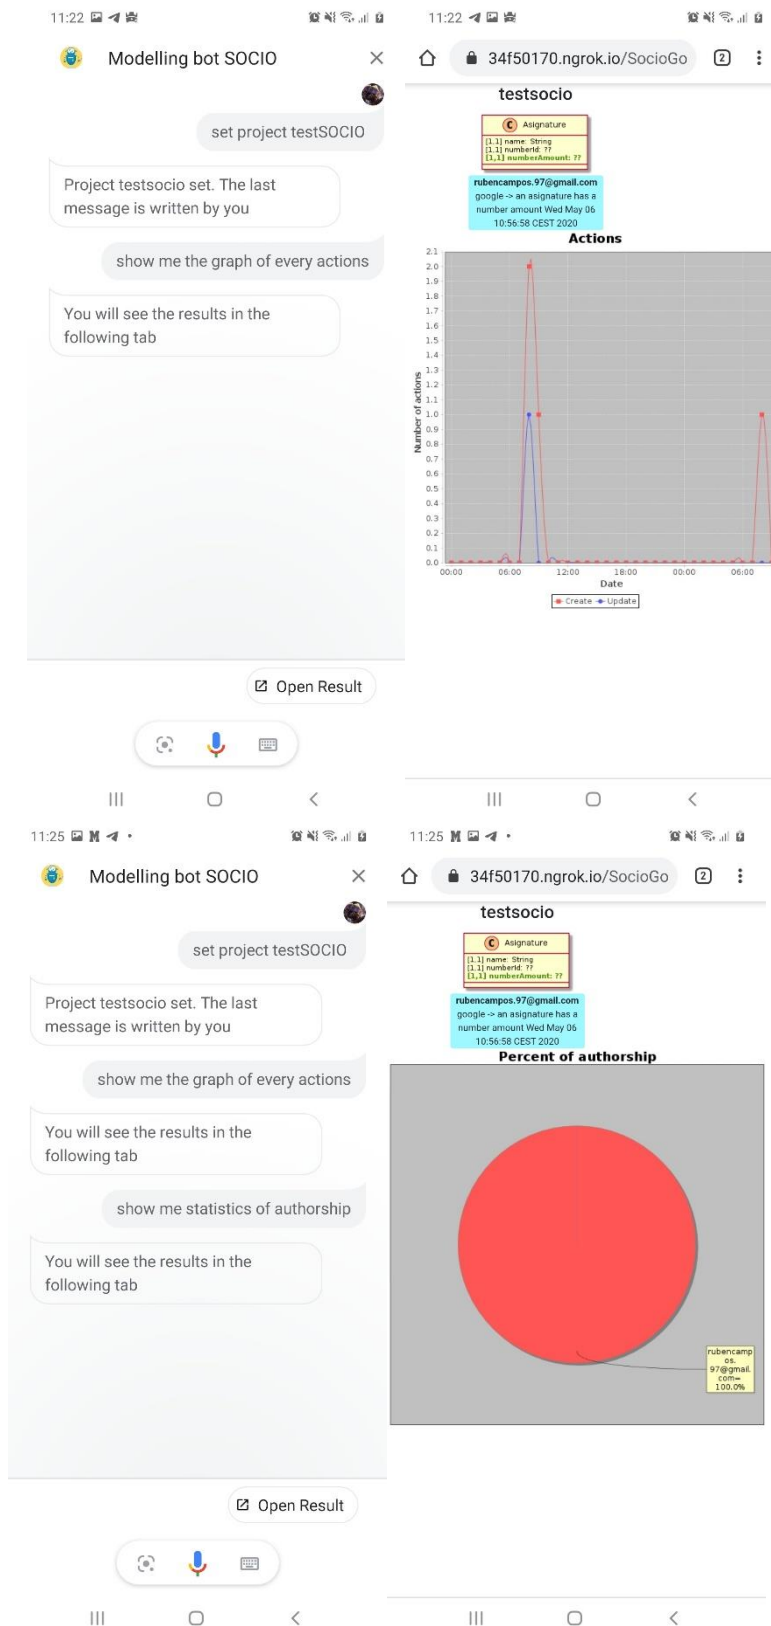 11:22
Modelling bot SOCIO
set project testSOCIO
Project testsocio set. The last
message is written by you
show me the graph of every actions
You will see the results in the
following tab
Open Result
11:22
34f50170.ngrok.io/SocioGo
2
testsocio
C Asignature
[1,1] name: String
[1,1] numberId: ??
[1,1] numberAmount: ??
rubencampos.97@gmail.com
google -> an asignature has a
number amount Wed May 06
10:56:58 CEST 2020
Actions
2.1
2.0
1.9
1.8
1.7
1.6
1.5
1.4
1.3
1.2
1.1
1.0
0.9
0.8
0.7
0.6
0.5
0.4
0.3
0.2
0.1
0.0
Number of actions
00:00 06:00 12:00 18:00 00:00 06:00
Date
Create Update
11:25
Modelling bot SOCIO
set project testSOCIO
Project testsocio set. The last
message is written by you
show me the graph of every actions
You will see the results in the
following tab
show me statistics of authorship
You will see the results in the
following tab
Open Result
11:25
34f50170.ngrok.io/SocioGo
2
testsocio
C Asignature
[1,1] name: String
[1,1] numberId: ??
[1,1] numberAmount: ??
rubencampos.97@gmail.com
google -> an asignature has a
number amount Wed May 06
10:56:58 CEST 2020
Percent of authorship
rubencamp
os.
97@gmail.
com=
100.0%